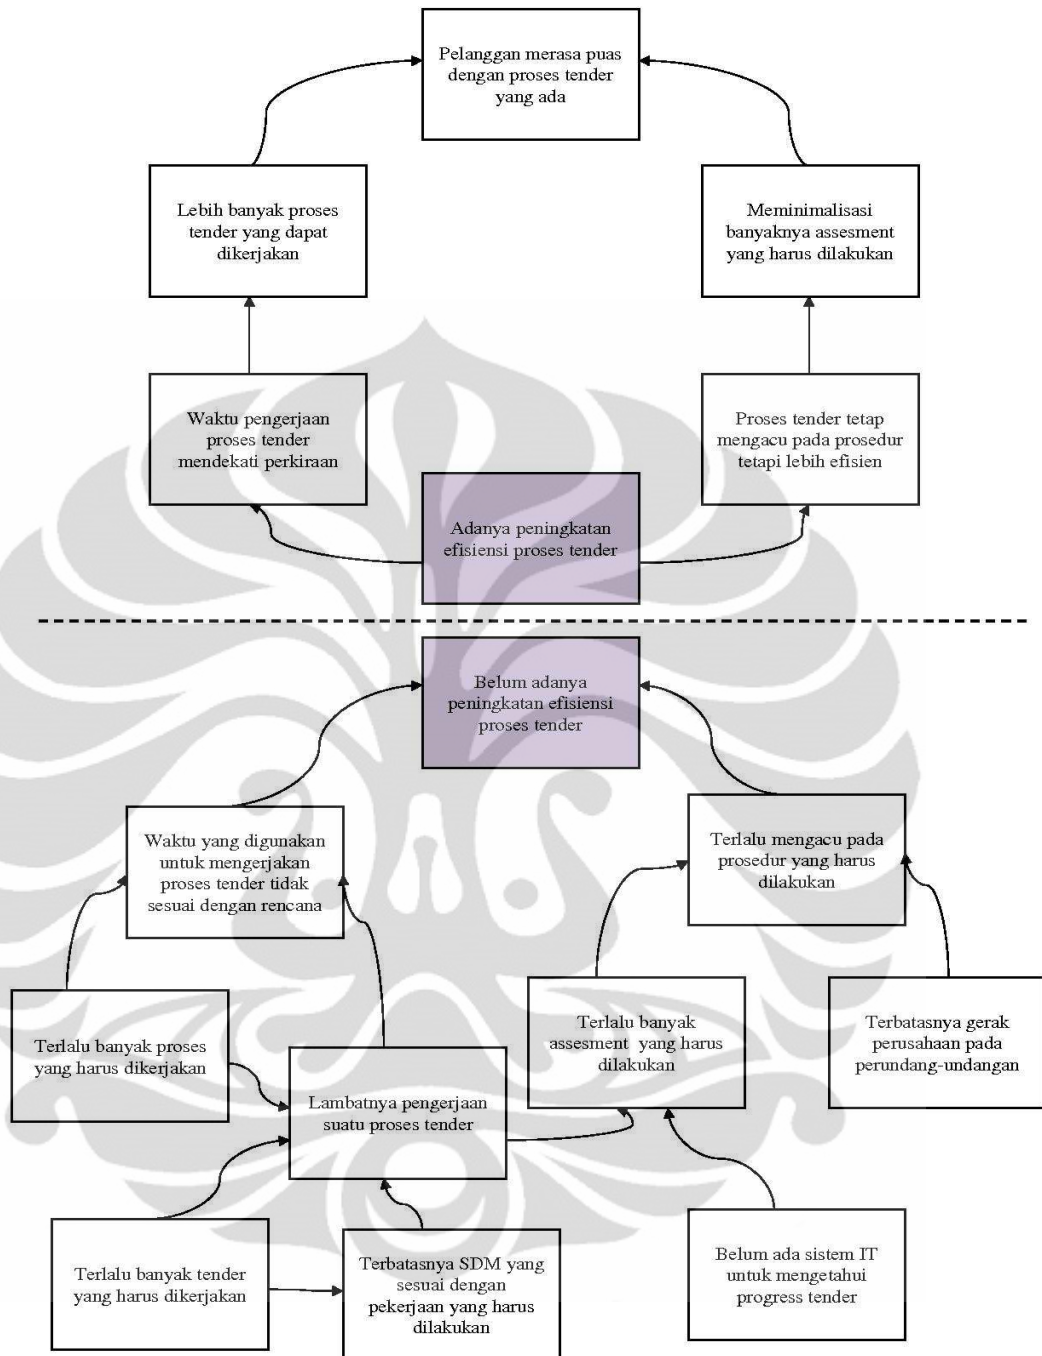 Pelanggan merasa puas
dengan proses tender
yang ada
Lebih banyak proses
tender yang dapat
dikerjakan
Meminimalisasi
banyaknya assesment
yang harus dilakukan
Waktu pengerjaan
proses tender
mendekati perkiraan
Proses tender tetap
mengacu pada prosedur
tetapi lebih efisien
Adanya peningkatan
efisiensi proses tender
Belum adanya
peningkatan efisiensi
proses tender
Waktu yang digunakan
untuk mengerjakan
proses tender tidak
sesuai dengan rencana
Terlalu mengacu pada
prosedur yang harus
dilakukan
Terlalu banyak proses
yang harus dikerjakan
Lambatnya pengerjaan
suatu proses tender
Terlalu banyak
assesment yang harus
dilakukan
Terbatasnya gerak
perusahaan pada
perundang-undangan
Terlalu banyak tender
yang harus dikerjakan
Terbatasnya SDM yang
sesuai dengan
pekerjaan yang harus
dilakukan
Belum ada sistem IT
untuk mengetahui
progress tender